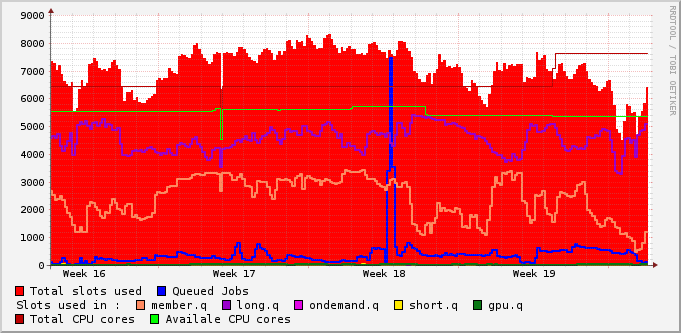 9000
8000
7000
6000
5000
4000
3000
2000
1000
0
Week 16 Week 17 Week 18 Week 19
RRDTOOL / TOBI OETIKER
Total slots used Queued Jobs
Slots used in : member.q long.q ondemand.q short.q gpu.q
Total CPU cores Availale CPU cores